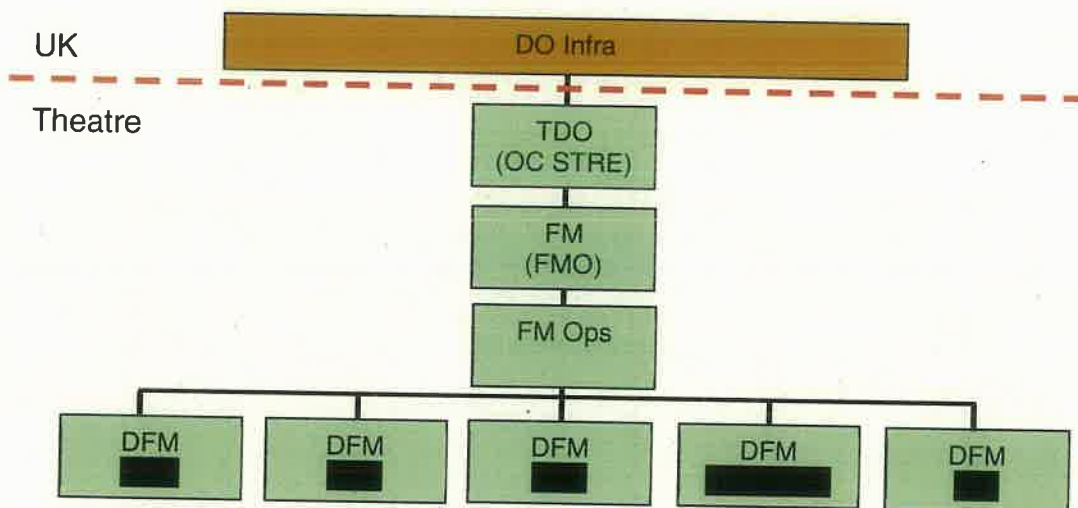 UK
DO Infra
Theatre
TDO
(OC STRE)
FM
(FMO)
FM Ops
DFM
DFM
DFM
DFM
DFM